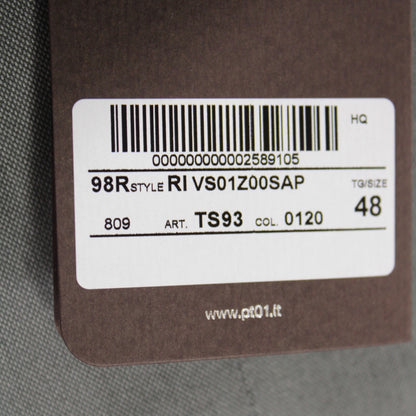 HQ
000000000002589105
98R STYLE RI VS01Z00SAP TG/SIZE
809 ART. TS93 COL. 0120 48
www.pt01.it